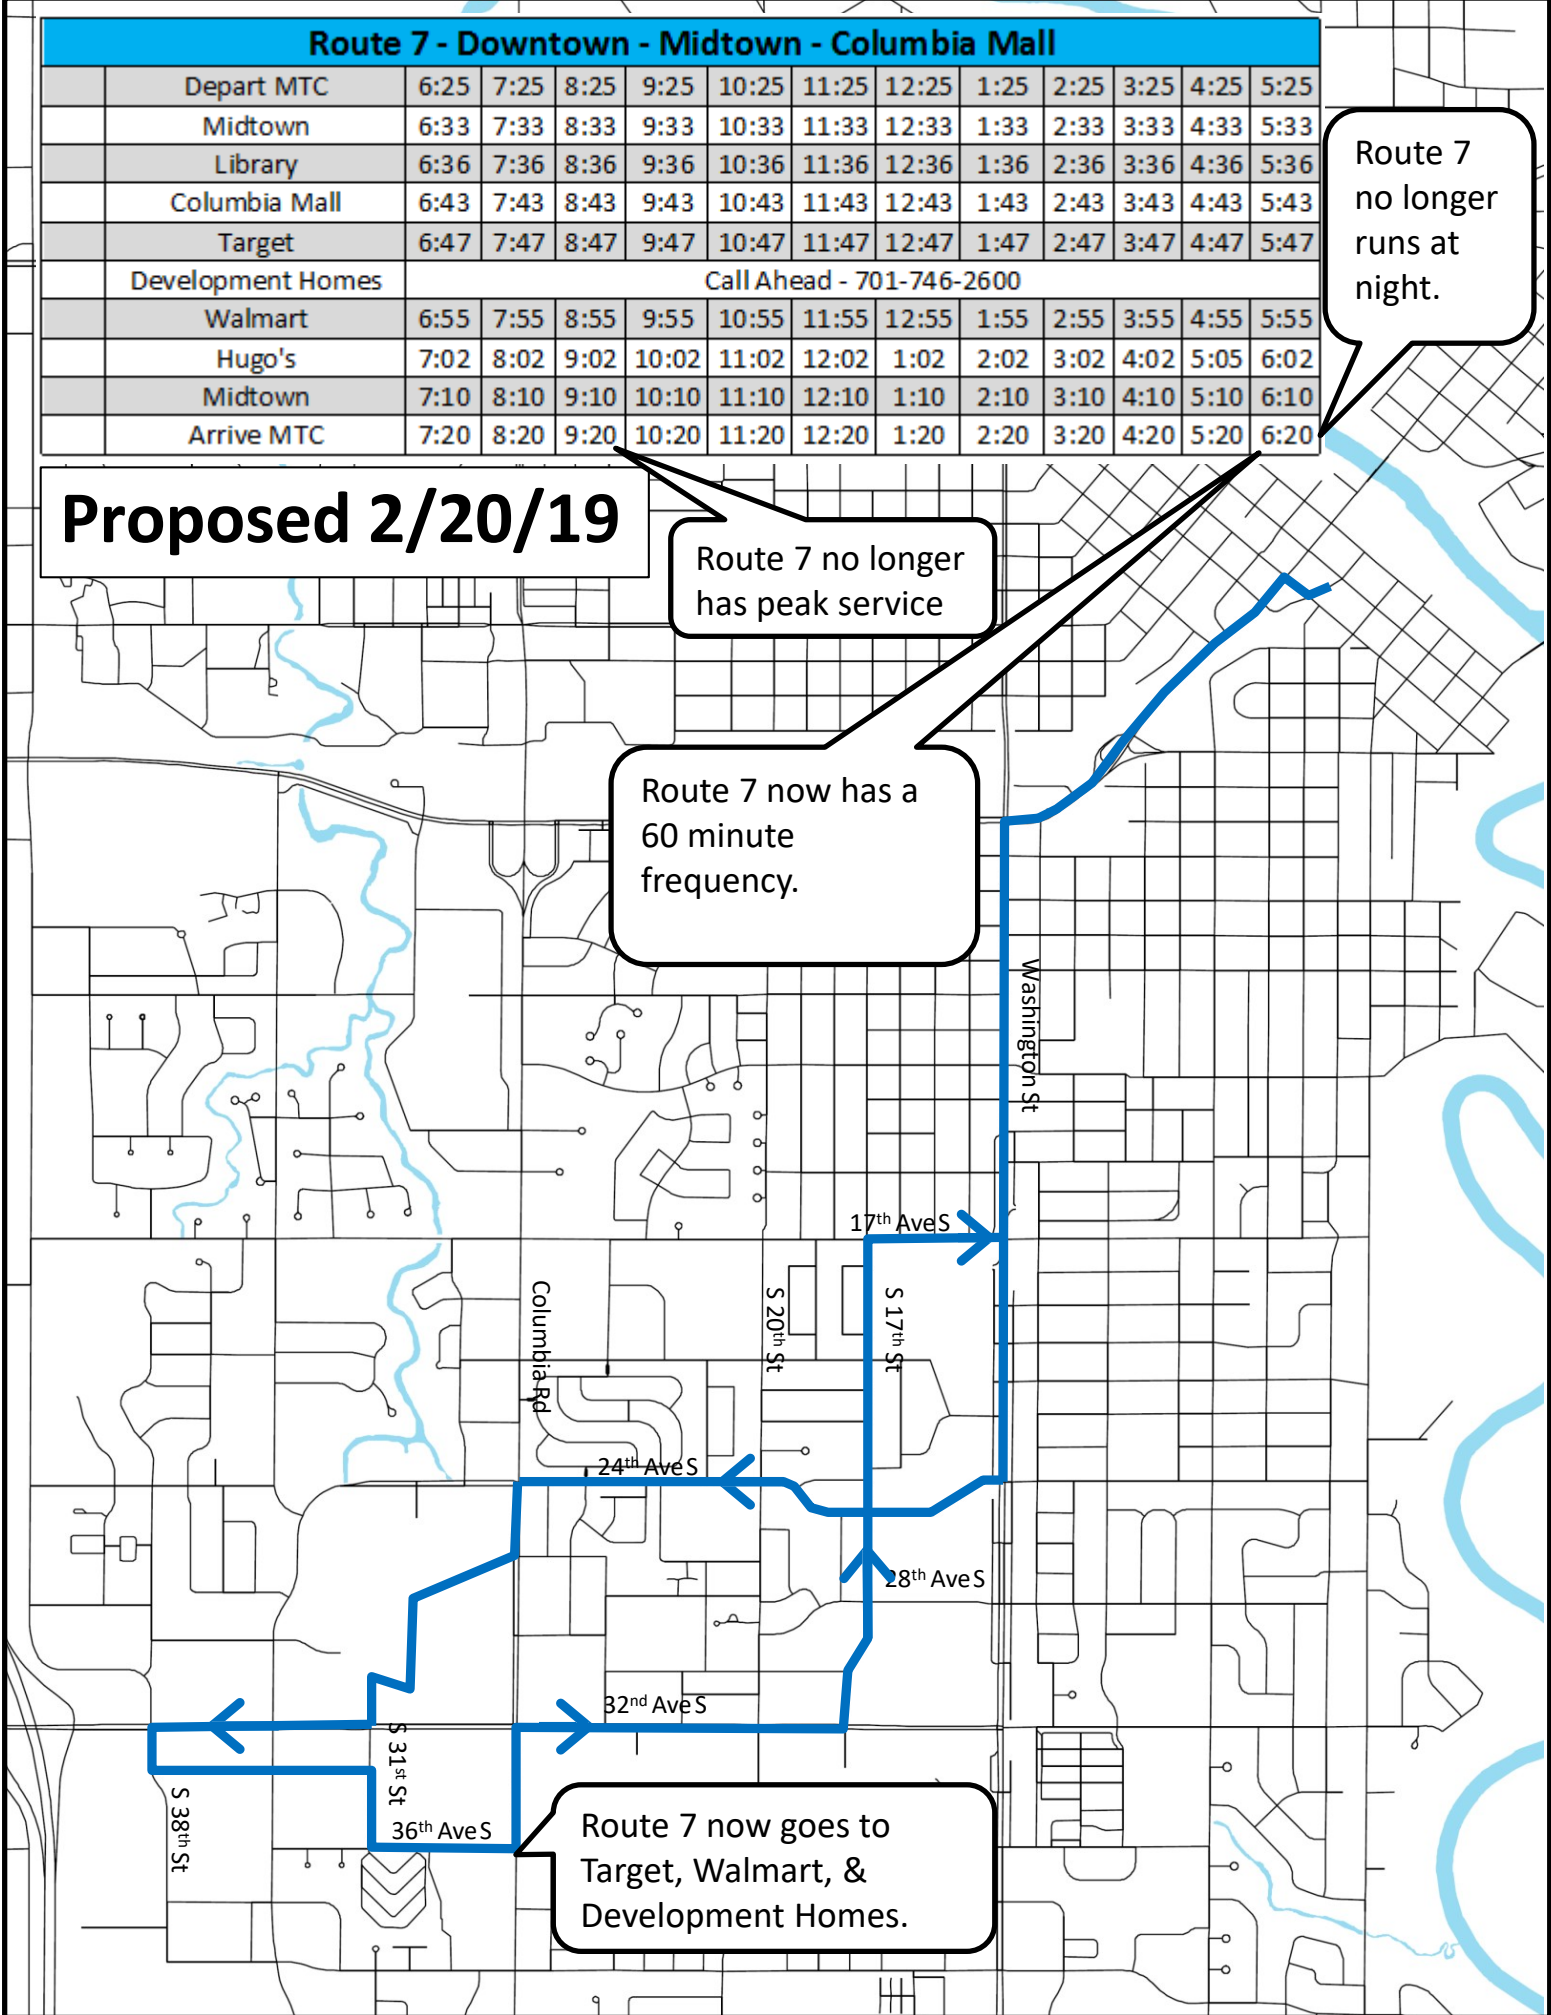 Route 7 - Downtown - Midtown - Columbia Mall
Depart MTC 6:25 7:25 8:25 9:25 10:25 11:25 12:25 1:25 2:25 3:25 4:25 5:25
Midtown 6:33 7:33 8:33 9:33 10:33 11:33 12:33 1:33 2:33 3:33 4:33 5:33
Library 6:36 7:36 8:36 9:36 10:36 11:36 12:36 1:36 2:36 3:36 4:36 5:36
Columbia Mall 6:43 7:43 8:43 9:43 10:43 11:43 12:43 1:43 2:43 3:43 4:43 5:43
Target 6:47 7:47 8:47 9:47 10:47 11:47 12:47 1:47 2:47 3:47 4:47 5:47
Development Homes Call Ahead - 701-746-2600
Walmart 6:55 7:55 8:55 9:55 10:55 11:55 12:55 1:55 2:55 3:55 4:55 5:55
Hugo's 7:02 8:02 9:02 10:02 11:02 12:02 1:02 2:02 3:02 4:02 5:05 6:02
Midtown 7:10 8:10 9:10 10:10 11:10 12:10 1:10 2:10 3:10 4:10 5:10 6:10
Arrive MTC 7:20 8:20 9:20 10:20 11:20 12:20 1:20 2:20 3:20 4:20 5:20 6:20
Route 7
no longer
runs at
night.
Proposed 2/20/19
Route 7 no longer
has peak service
Route 7 now has a
60 minute
frequency.
Washington St
17th Ave S
Columbia Rd
S 20th St
S 17th St
24th Ave S
28th Ave S
32nd Ave S
S 31st St
S 38th St
36th Ave S
Route 7 now goes to
Target, Walmart, &
Development Homes.